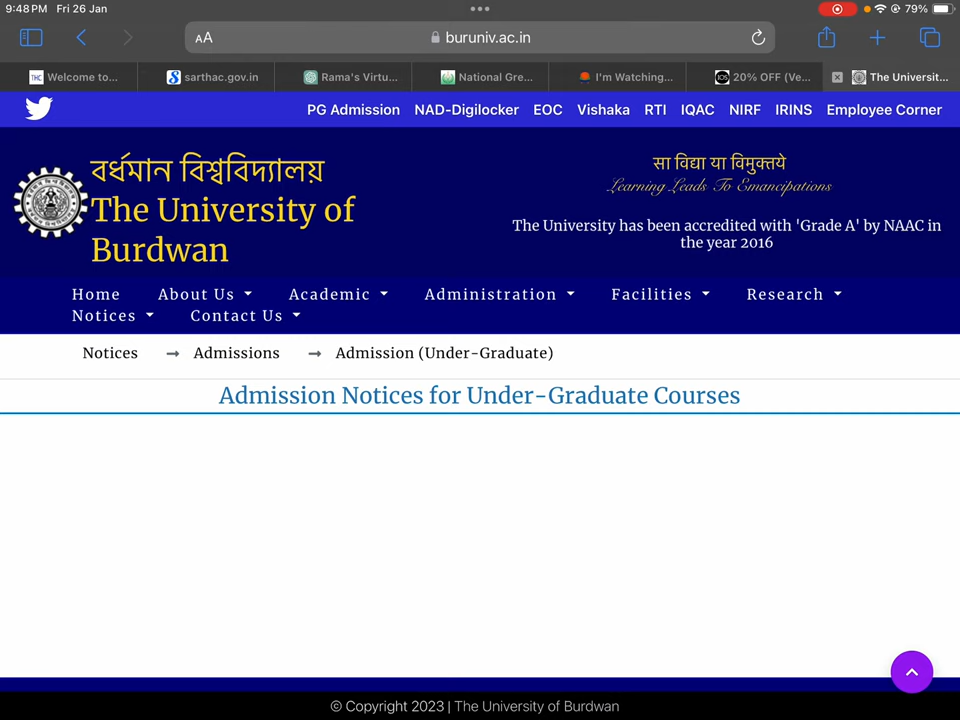 9:48 PM Fri 26 Jan
79%
AA
buruniv.ac.in
Welcome to...
sarthac.gov.in
Rama's Virtu...
National Gre...
I'm Watching...
20% OFF (Ve...
The Universit...
PG Admission NAD-Digilocker EOC Vishaka RTI IQAC NIRF IRINS Employee Corner
বর্ধমান বিশ্ববিদ্যালয়
The University of
Burdwan
सा विद्या या विमुक्तये
Learning Leads To Emancipations
The University has been accredited with 'Grade A' by NAAC in
the year 2016
Home About Us Academic Administration Facilities Research
Notices Contact Us
Notices → Admissions → Admission (Under-Graduate)
Admission Notices for Under-Graduate Courses
© Copyright 2023 | The University of Burdwan